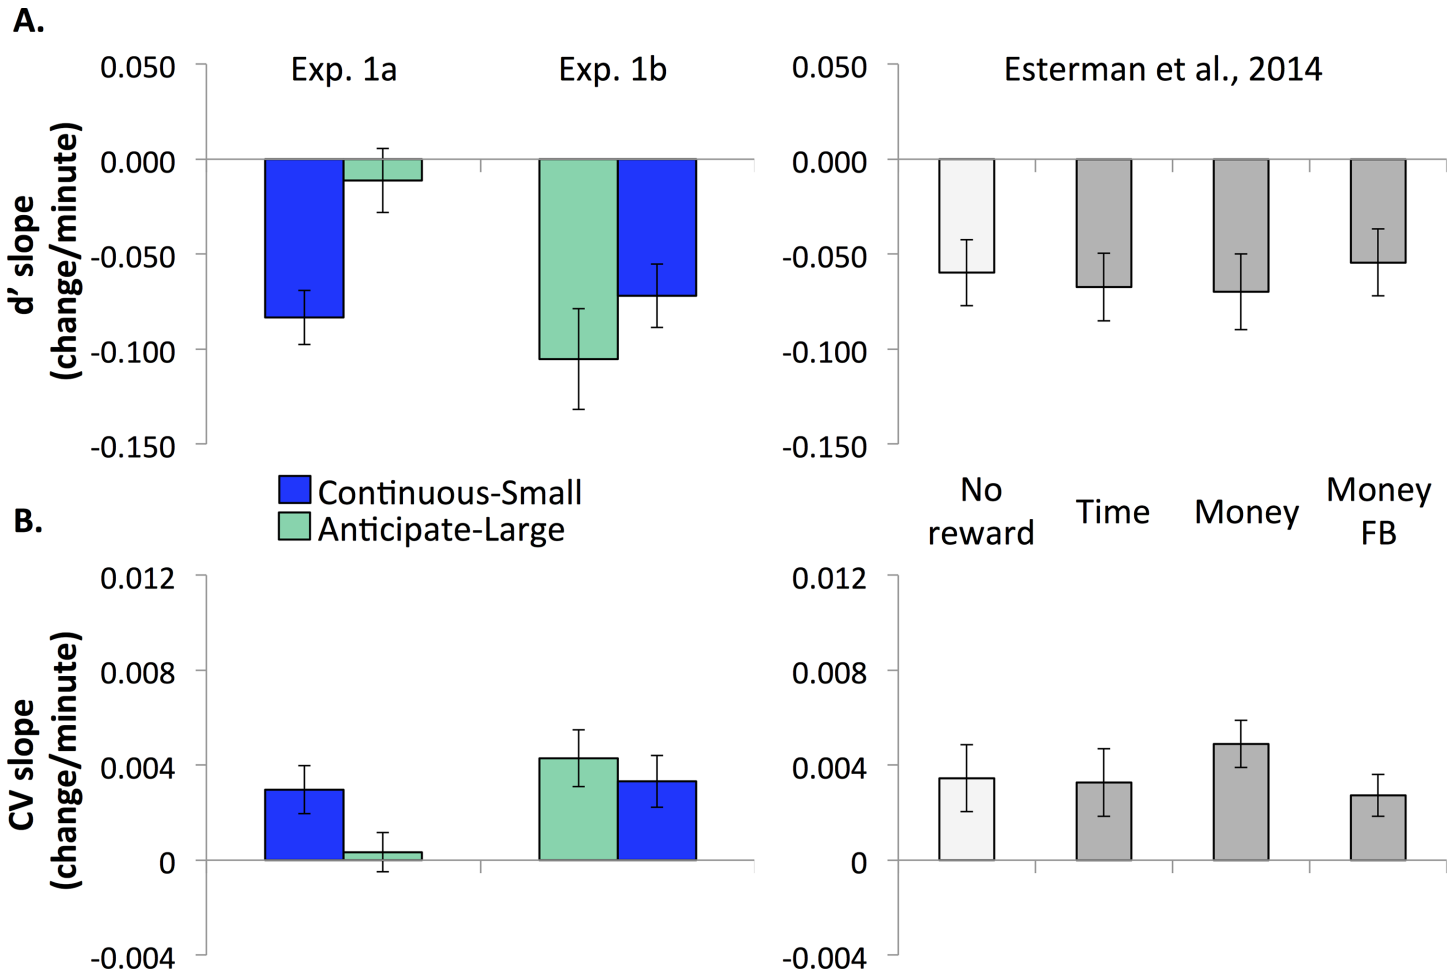 A.
Exp. 1a
Exp. 1b
Esterman et al., 2014
0.050
0.000
-0.050
-0.100
-0.150
d’ slope
(change/minute)
0.050
0.000
-0.050
-0.100
-0.150
Continuous-Small
Anticipate-Large
No
reward
Time
Money
Money
FB
B.
0.012
0.008
0.004
0
-0.004
CV slope
(change/minute)
0.012
0.008
0.004
0
-0.004